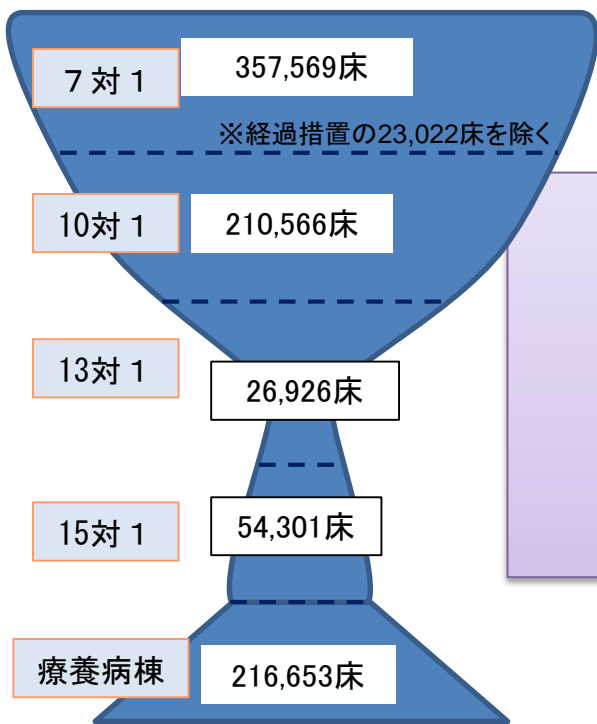 7対1
357,569床
※経過措置の23,022床を除く
10対1
210,566床
13対1
26,926床
15対1
54,301床
療養病棟
216,653床